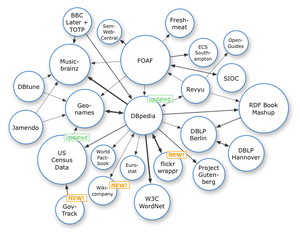 BBC
Later +
TOTP
Fresh-
meat
Sem-
Web-
Central
Open-
Guides
ECS
South-
ampton
Music-
brainz
FOAF
SIOC
DBtune
Revyu
Updated
Geo-
names
RDF Book
Mashup
DBpedia
Jamendo
DBLP
Berlin
Updated
US
Census
Data
World
Fact-
book
DBLP
Hannover
NEW!
Euro-
stat
flickr
wrappr
Project
Guten-
berg
NEW!
Wiki-
company
NEW!
W3C
WordNet
Gov-
Track